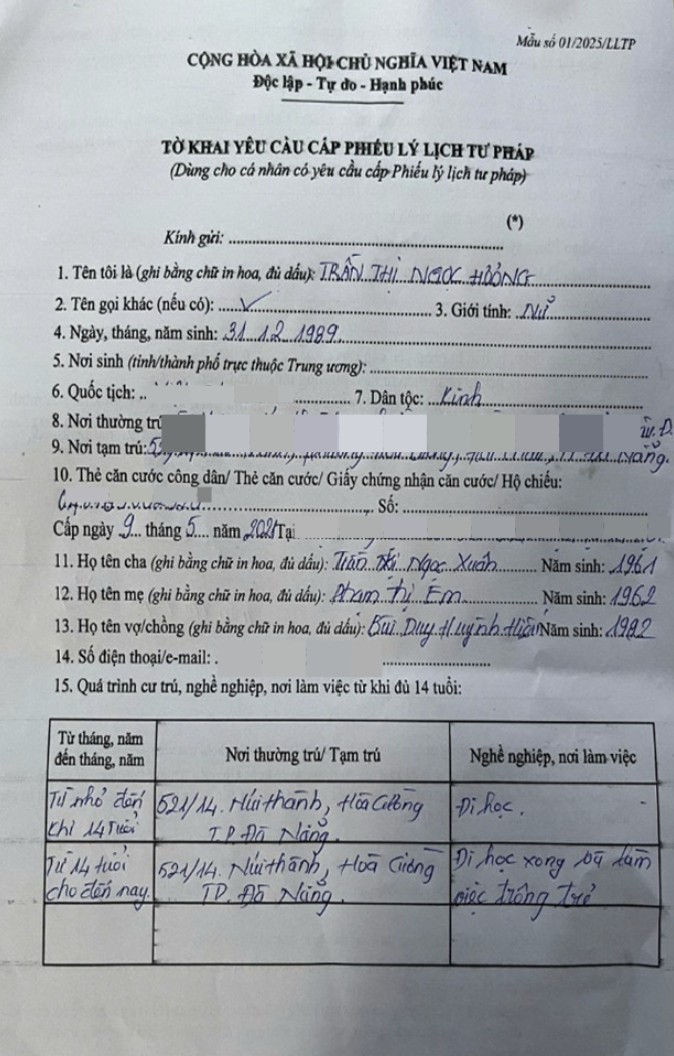 Mẫu số 01/2025/LLTP
CỘNG HÒA XÃ HỘI CHỦ NGHĨA VIỆT NAM
Độc lập - Tự do - Hạnh phúc
TỜ KHAI YÊU CẦU CẤP PHIẾU LÝ LỊCH TƯ PHÁP
(Dùng cho cá nhân có yêu cầu cấp Phiếu lý lịch tư pháp)
(*)
Kính gửi:
1. Tên tôi là (ghi bằng chữ in hoa, đủ dấu): TRẦN THỊ NGỌC
2. Tên gọi khác (nếu có): 3. Giới tính: Nữ
4. Ngày, tháng, năm sinh: 31.12.1989
5. Nơi sinh (tỉnh/thành phố trực thuộc Trung ương):
6. Quốc tịch: 7. Dân tộc: Kinh
8. Nơi thường trú
9. Nơi tạm trú:
10. Thẻ căn cước công dân/ Thẻ căn cước/ Giấy chứng nhận căn cước/ Hộ chiếu:
Số:
Cấp ngày 9 tháng 5 năm 2021 Tại
11. Họ tên cha (ghi bằng chữ in hoa, đủ dấu): Trần Ngọc Xuân Năm sinh: 1961
12. Họ tên mẹ (ghi bằng chữ in hoa, đủ dấu): Phạm Thị Em Năm sinh: 1962
13. Họ tên vợ/chồng (ghi bằng chữ in hoa, đủ dấu): Bùi Duy Huỳnh Năm sinh: 1982
14. Số điện thoại/e-mail:
15. Quá trình cư trú, nghề nghiệp, nơi làm việc từ khi đủ 14 tuổi:
Từ tháng, năm đến tháng, năm Nơi thường trú/ Tạm trú Nghề nghiệp, nơi làm việc
Từ nhỏ đến 521/14. Núi thành, Hòa Cường Đi học.
khi 14 tuổi TP. Đà Nẵng.
Từ 14 tuổi 521/14. Núi thành, Hoà Cường Đi học xong và làm
cho đến nay. TP. Đà Nẵng. việc trông trẻ